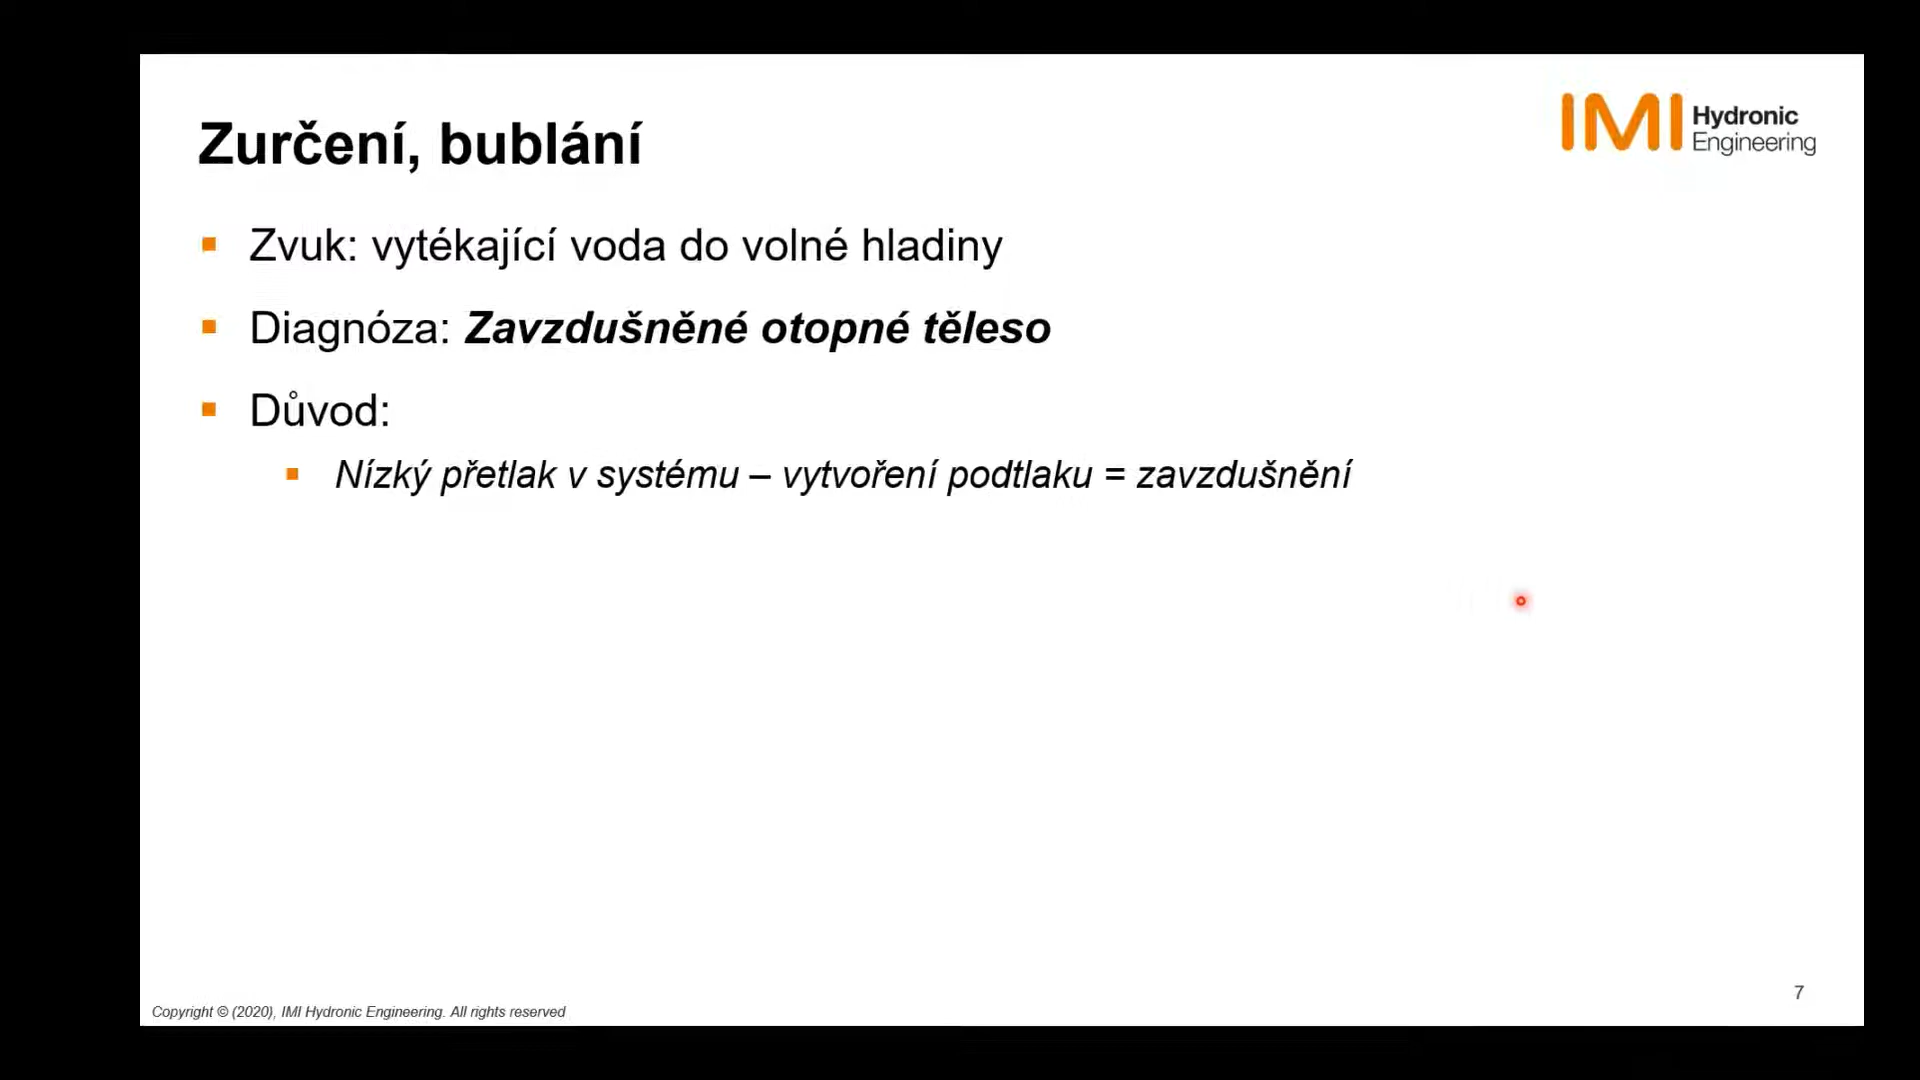 Zurčení, bublání
IMI Hydronic
Engineering
Zvuk: vytékající voda do volné hladiny
Diagnóza: Zavzdušněné otopné těleso
Důvod:
Nízký přetlak v systému – vytvoření podtlaku = zavzdušnění
7
Copyright © (2020), IMI Hydronic Engineering. All rights reserved